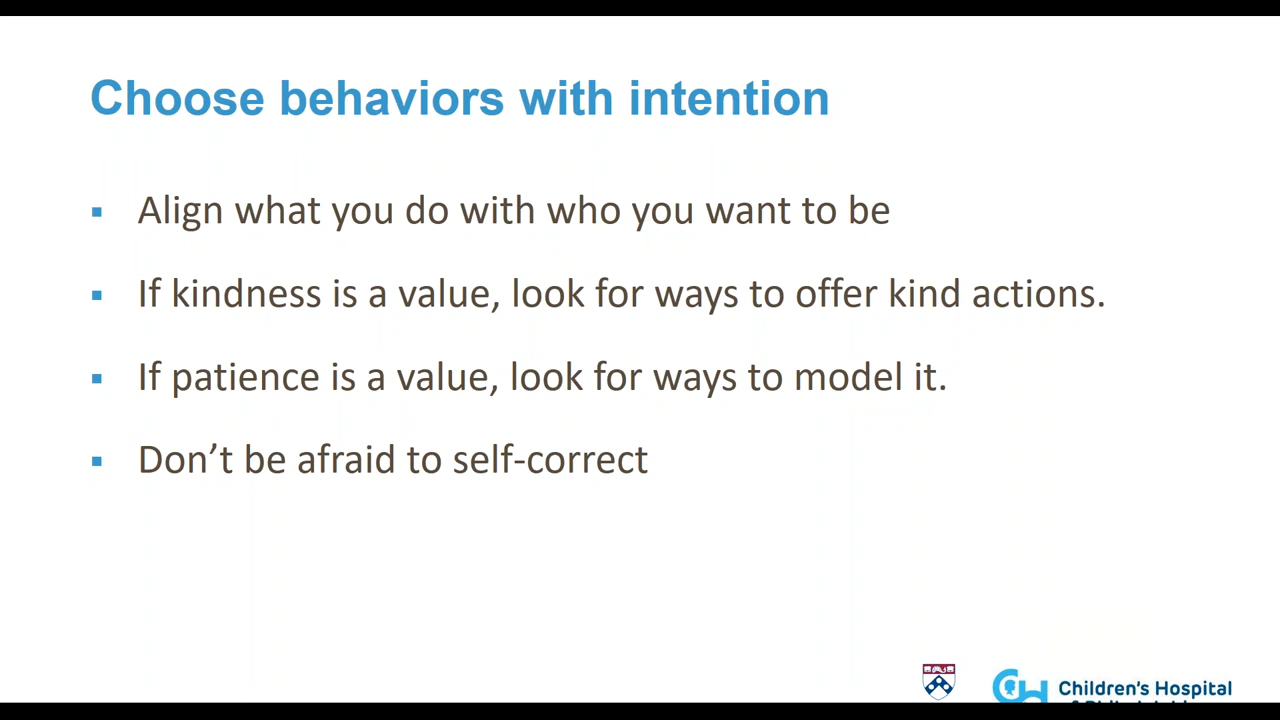 Choose behaviors with intention
▪ Align what you do with who you want to be
▪ If kindness is a value, look for ways to offer kind actions.
▪ If patience is a value, look for ways to model it.
▪ Don’t be afraid to self-correct
Children's Hospital